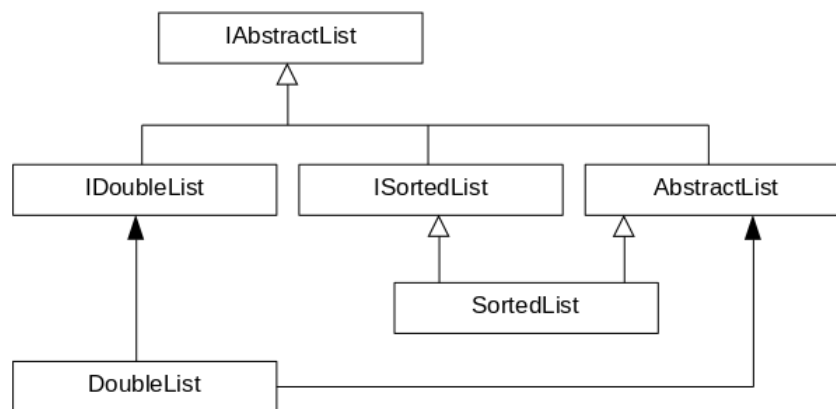 IAbstractList
IDoubleList
ISortedList
AbstractList
SortedList
DoubleList